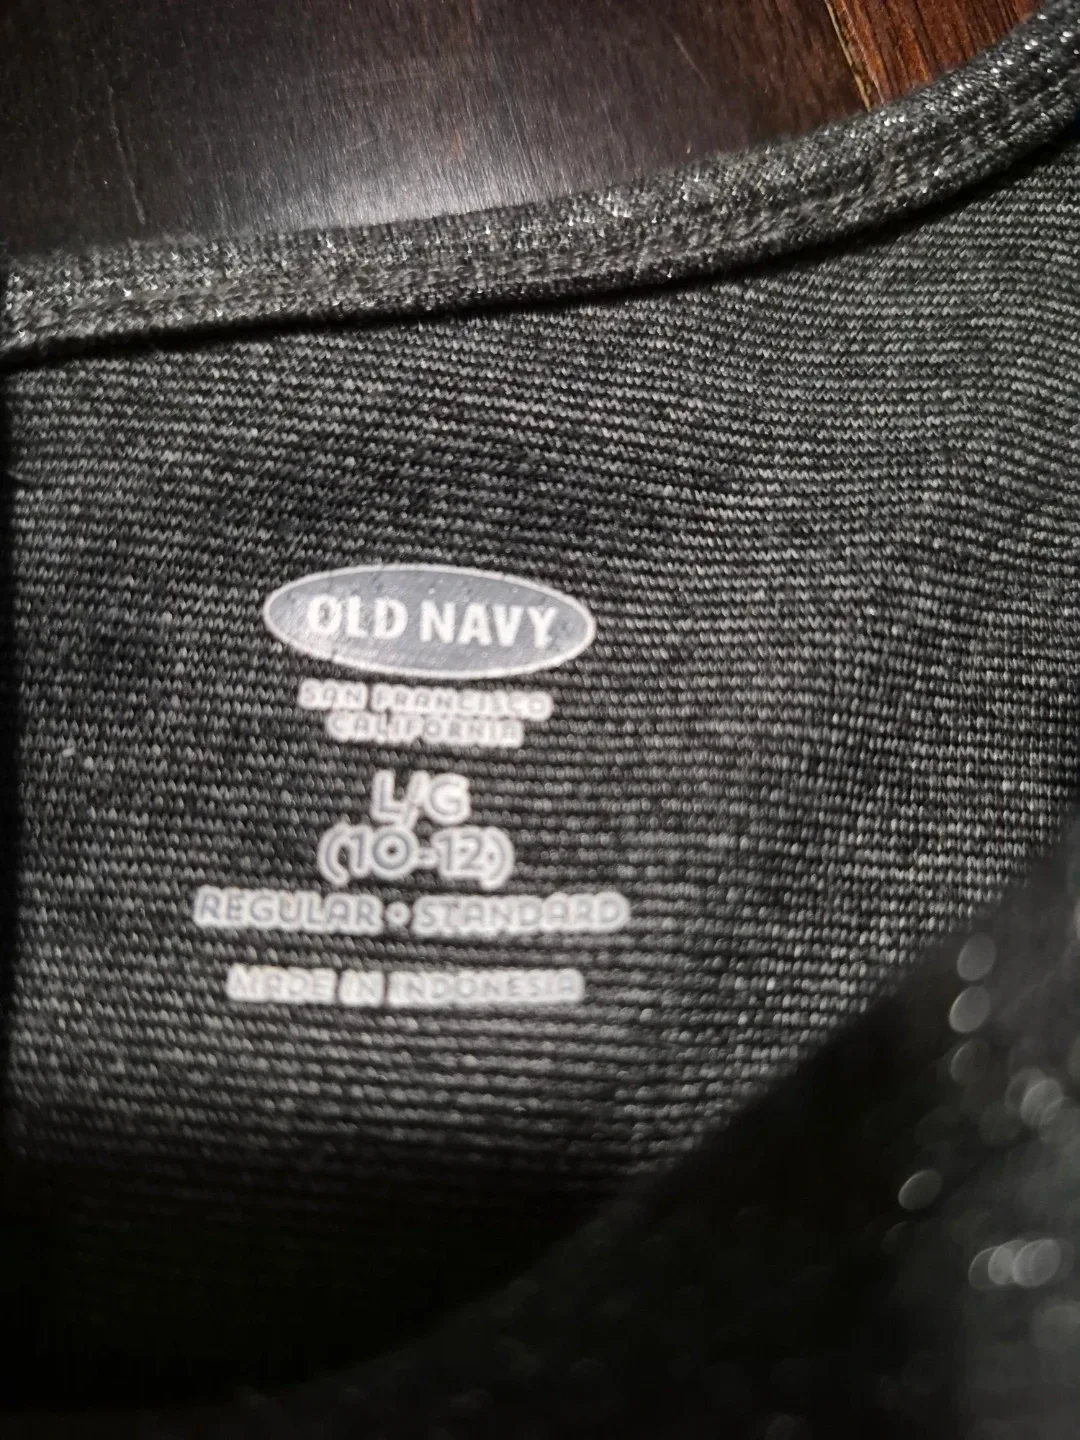 OLD NAVY
SAN FRANCISCO
CALIFORNIA
L/G
(10-12)
REGULAR • STANDARD
MADE IN INDONESIA